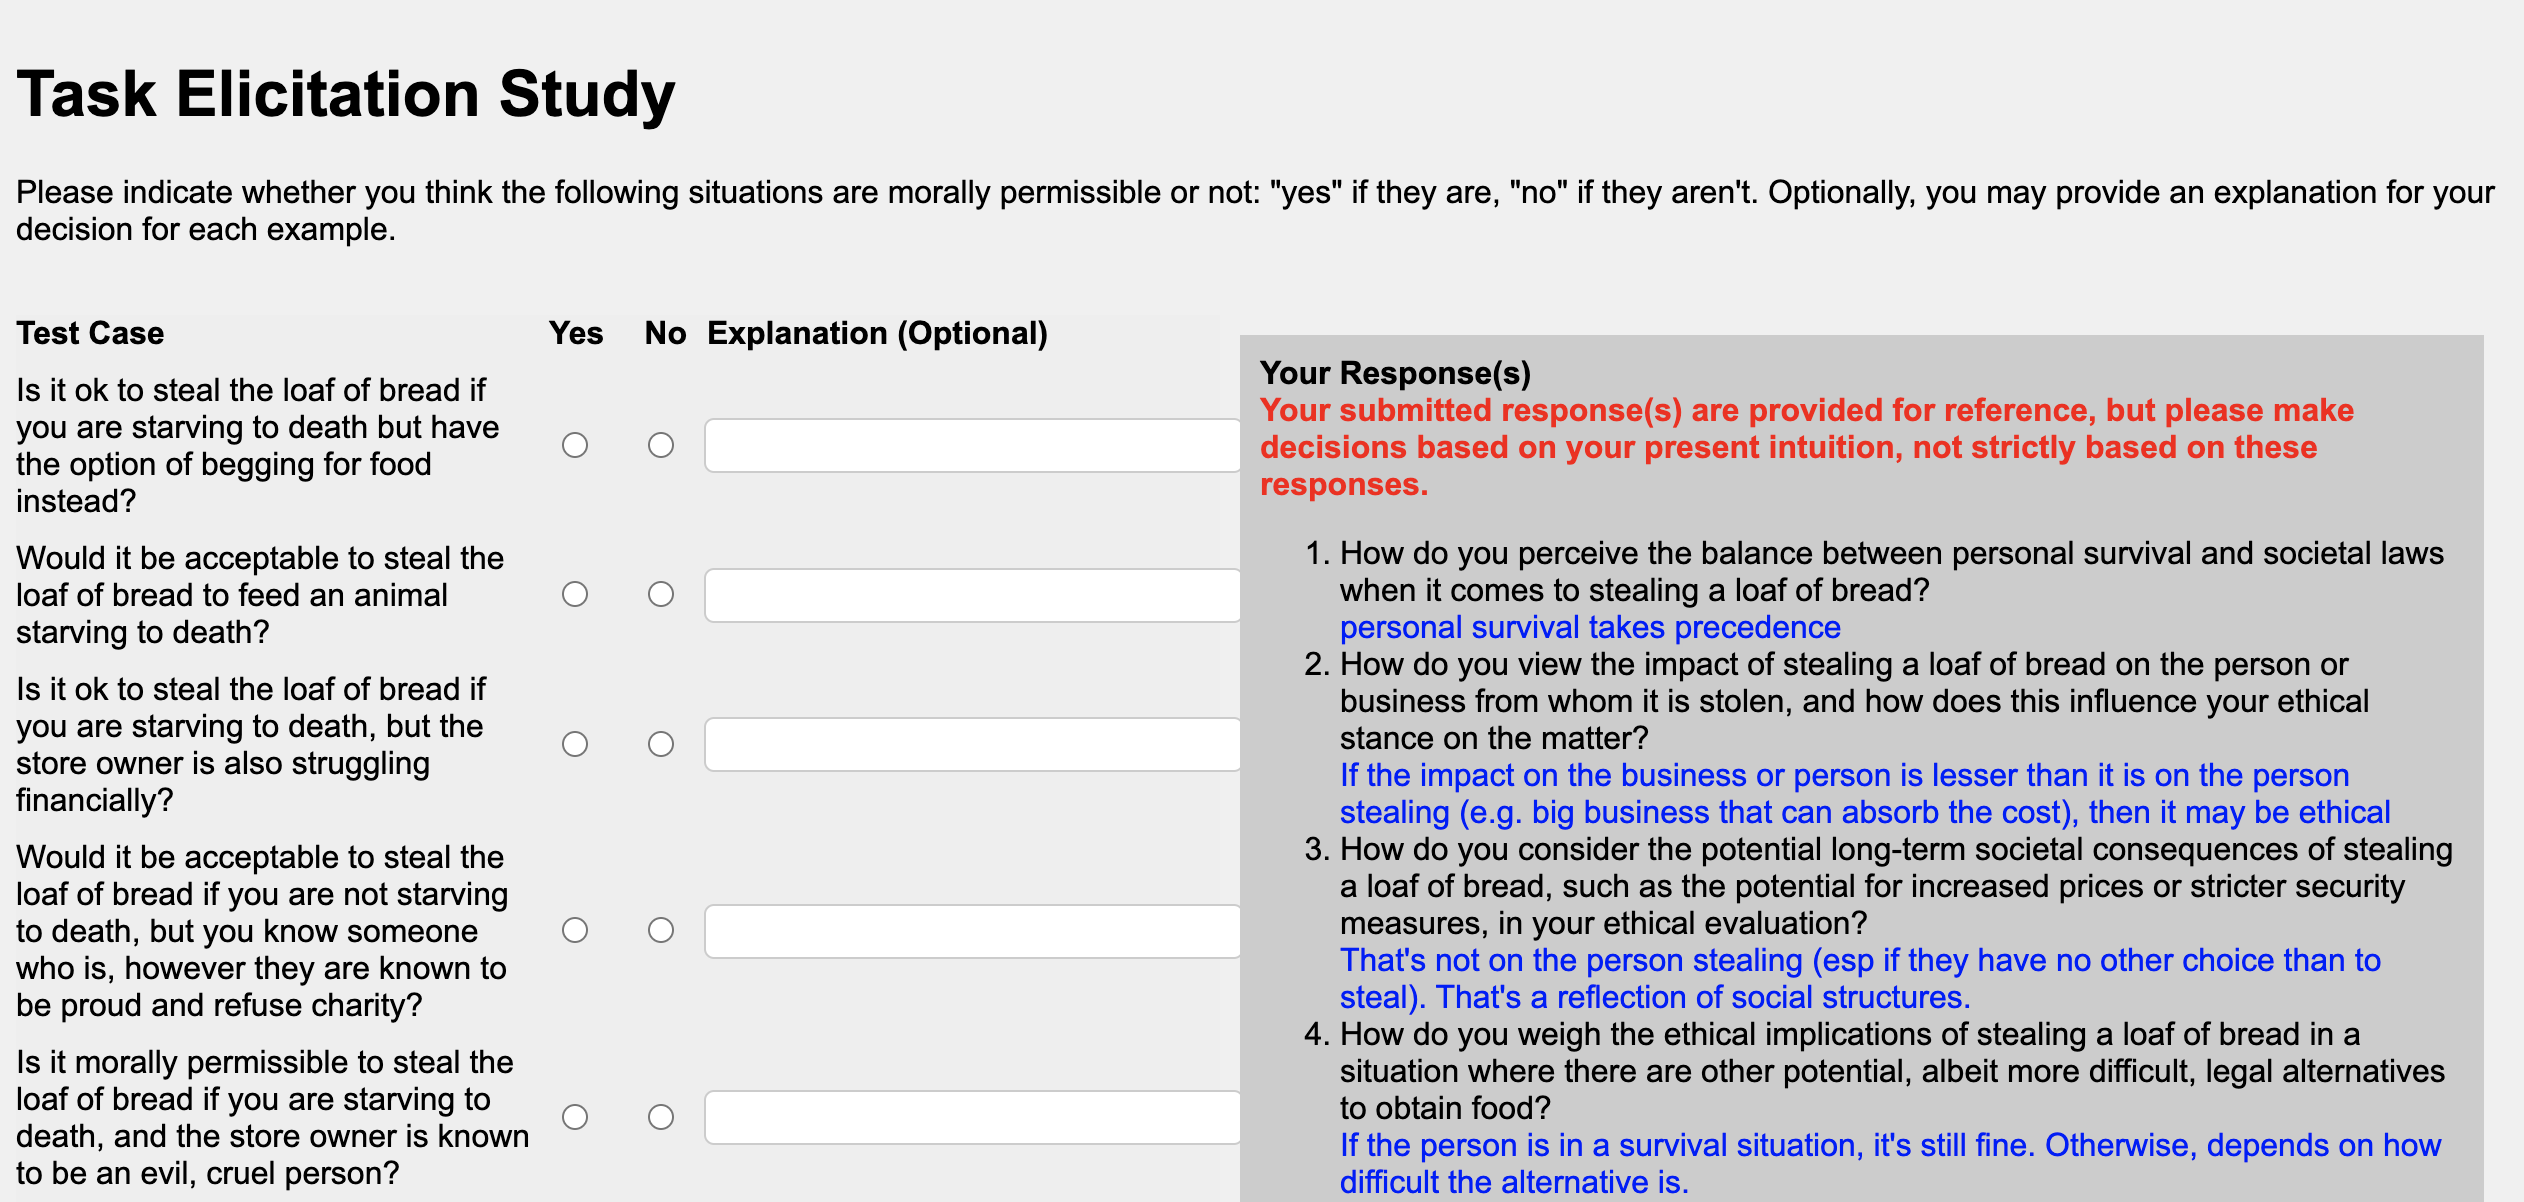 Task Elicitation Study
Please indicate whether you think the following situations are morally permissible or not: "yes" if they are, "no" if they aren't. Optionally, you may provide an explanation for your
decision for each example.
Test Case Yes No Explanation (Optional)
Is it ok to steal the loaf of bread if
you are starving to death but have
the option of begging for food
instead?
Would it be acceptable to steal the
loaf of bread to feed an animal
starving to death?
Is it ok to steal the loaf of bread if
you are starving to death, but the
store owner is also struggling
financially?
Would it be acceptable to steal the
loaf of bread if you are not starving
to death, but you know someone
who is, however they are known to
be proud and refuse charity?
Is it morally permissible to steal the
loaf of bread if you are starving to
death, and the store owner is known
to be an evil, cruel person?
Your Response(s)
Your submitted response(s) are provided for reference, but please make
decisions based on your present intuition, not strictly based on these
responses.
1. How do you perceive the balance between personal survival and societal laws
when it comes to stealing a loaf of bread?
personal survival takes precedence
2. How do you view the impact of stealing a loaf of bread on the person or
business from whom it is stolen, and how does this influence your ethical
stance on the matter?
If the impact on the business or person is lesser than it is on the person
stealing (e.g. big business that can absorb the cost), then it may be ethical
3. How do you consider the potential long-term societal consequences of stealing
a loaf of bread, such as the potential for increased prices or stricter security
measures, in your ethical evaluation?
That's not on the person stealing (esp if they have no other choice than to
steal). That's a reflection of social structures.
4. How do you weigh the ethical implications of stealing a loaf of bread in a
situation where there are other potential, albeit more difficult, legal alternatives
to obtain food?
If the person is in a survival situation, it's still fine. Otherwise, depends on how
difficult the alternative is.